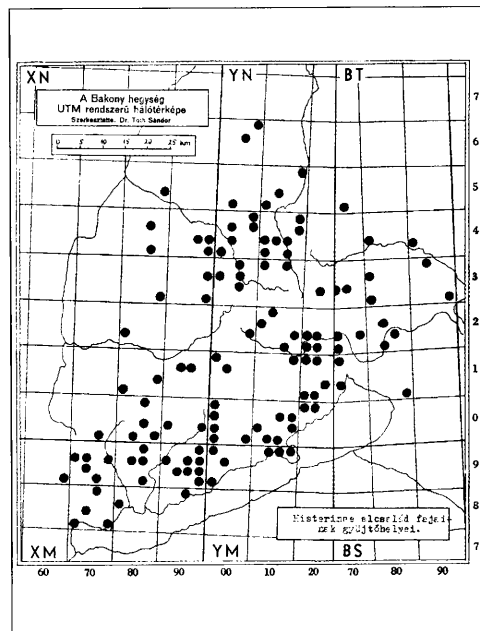 XN YN BT
A Bakony hegység
UTM rendszerű hálótérképe
Szerkesztette: Dr. Tóth Sándor
0 5 10 15 20 25 km
7
6
5
4
3
2
1
0
9
8
7
Histerinae alcsalád fajai-
nak gyűjtőhelyei.
XM YM BS
60 70 80 90 00 10 20 70 80 90